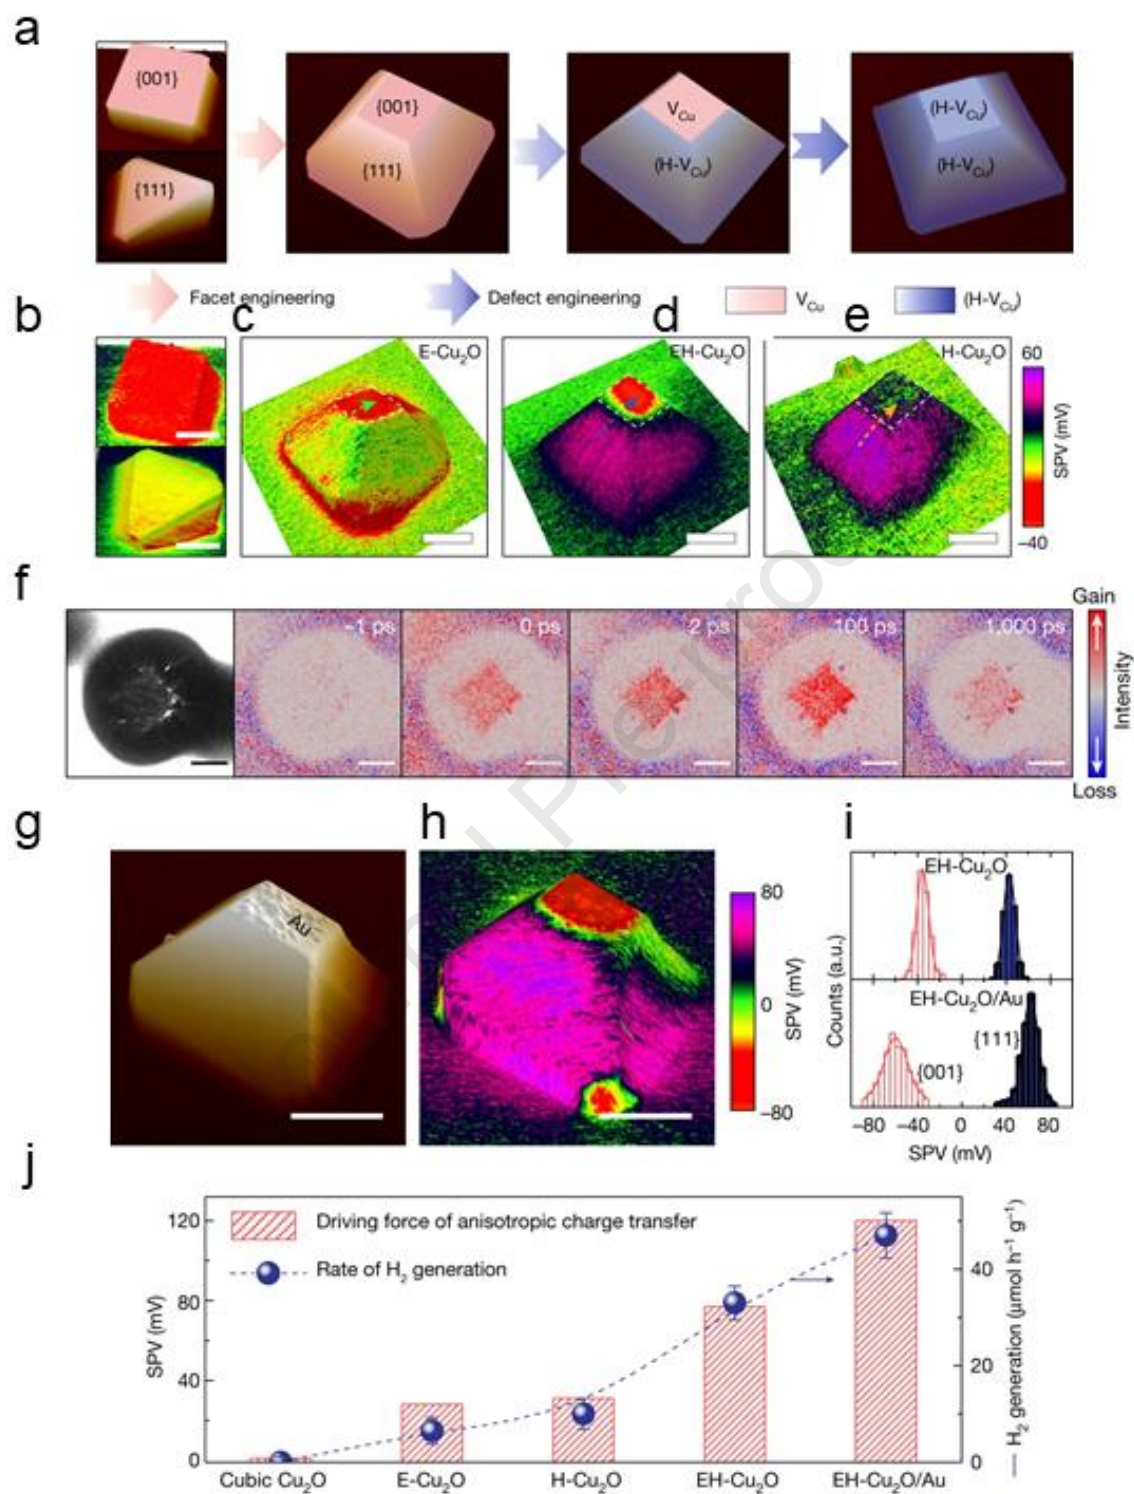 a
{001}
{111}
{001}
{111}
V_Cu
(H-V_Cu)
(H-V_Cu)
(H-V_Cu)
Facet engineering
Defect engineering
V_Cu
(H-V_Cu)
b
c
d
e
E-Cu₂O
EH-Cu₂O
H-Cu₂O
60
SPV (mV)
−40
f
−1 ps
0 ps
2 ps
100 ps
1,000 ps
Gain
Intensity
Loss
g
h
i
Au
80
0
−80
SPV (mV)
EH-Cu₂O
EH-Cu₂O/Au
{111}
{001}
Counts (a.u.)
−80 −40 0 40 80
SPV (mV)
j
120
80
40
0
SPV (mV)
Driving force of anisotropic charge transfer
Rate of H₂ generation
40
20
0
H₂ generation (μmol h⁻¹ g⁻¹)
Cubic Cu₂O E-Cu₂O H-Cu₂O EH-Cu₂O EH-Cu₂O/Au